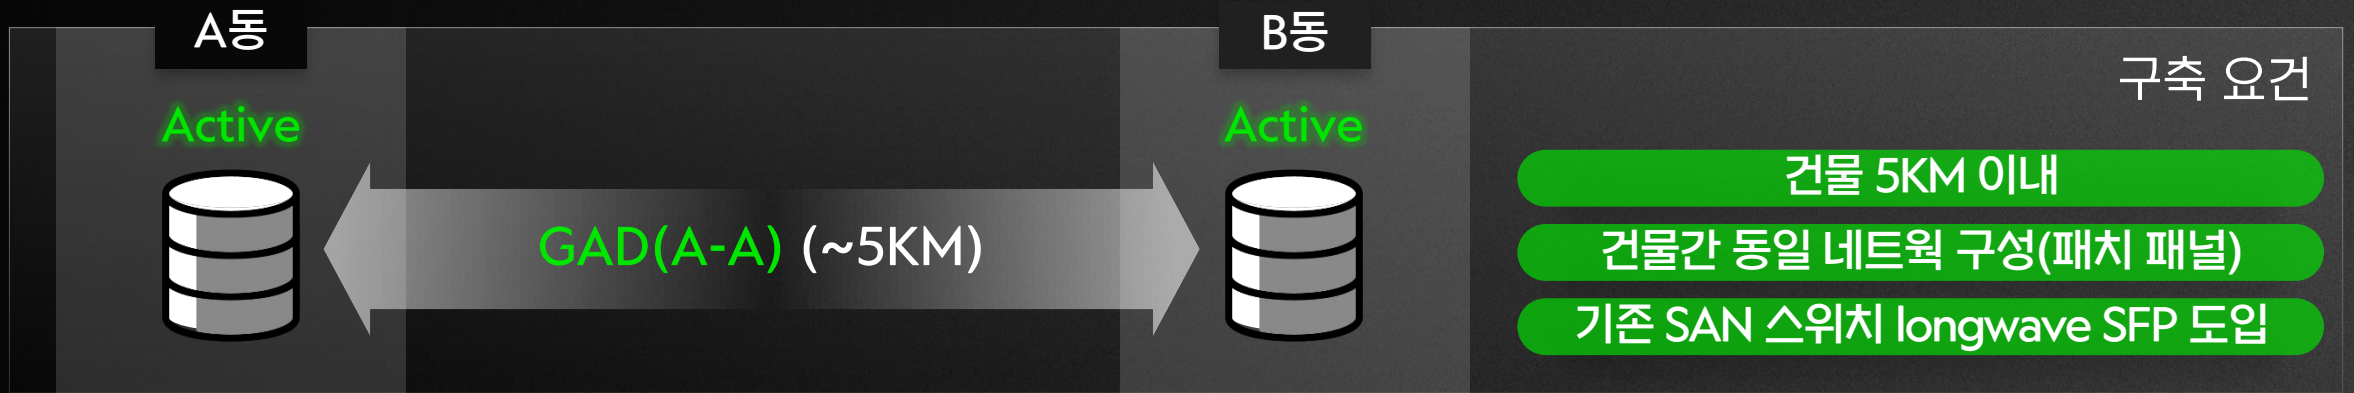 A동
B동
구축 요건
Active
Active
GAD(A-A) (~5KM)
건물 5KM 이내
건물간 동일 네트웍 구성(패치 패널)
기존 SAN 스위치 longwave SFP 도입